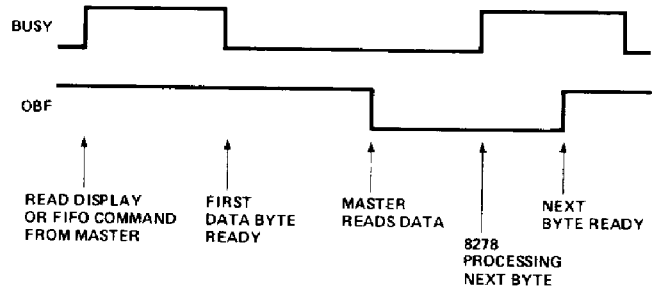 BUSY
OBF
READ DISPLAY
OR FIFO COMMAND
FROM MASTER
FIRST
DATA BYTE
READY
MASTER
READS DATA
8278
PROCESSING
NEXT BYTE
NEXT
BYTE READY